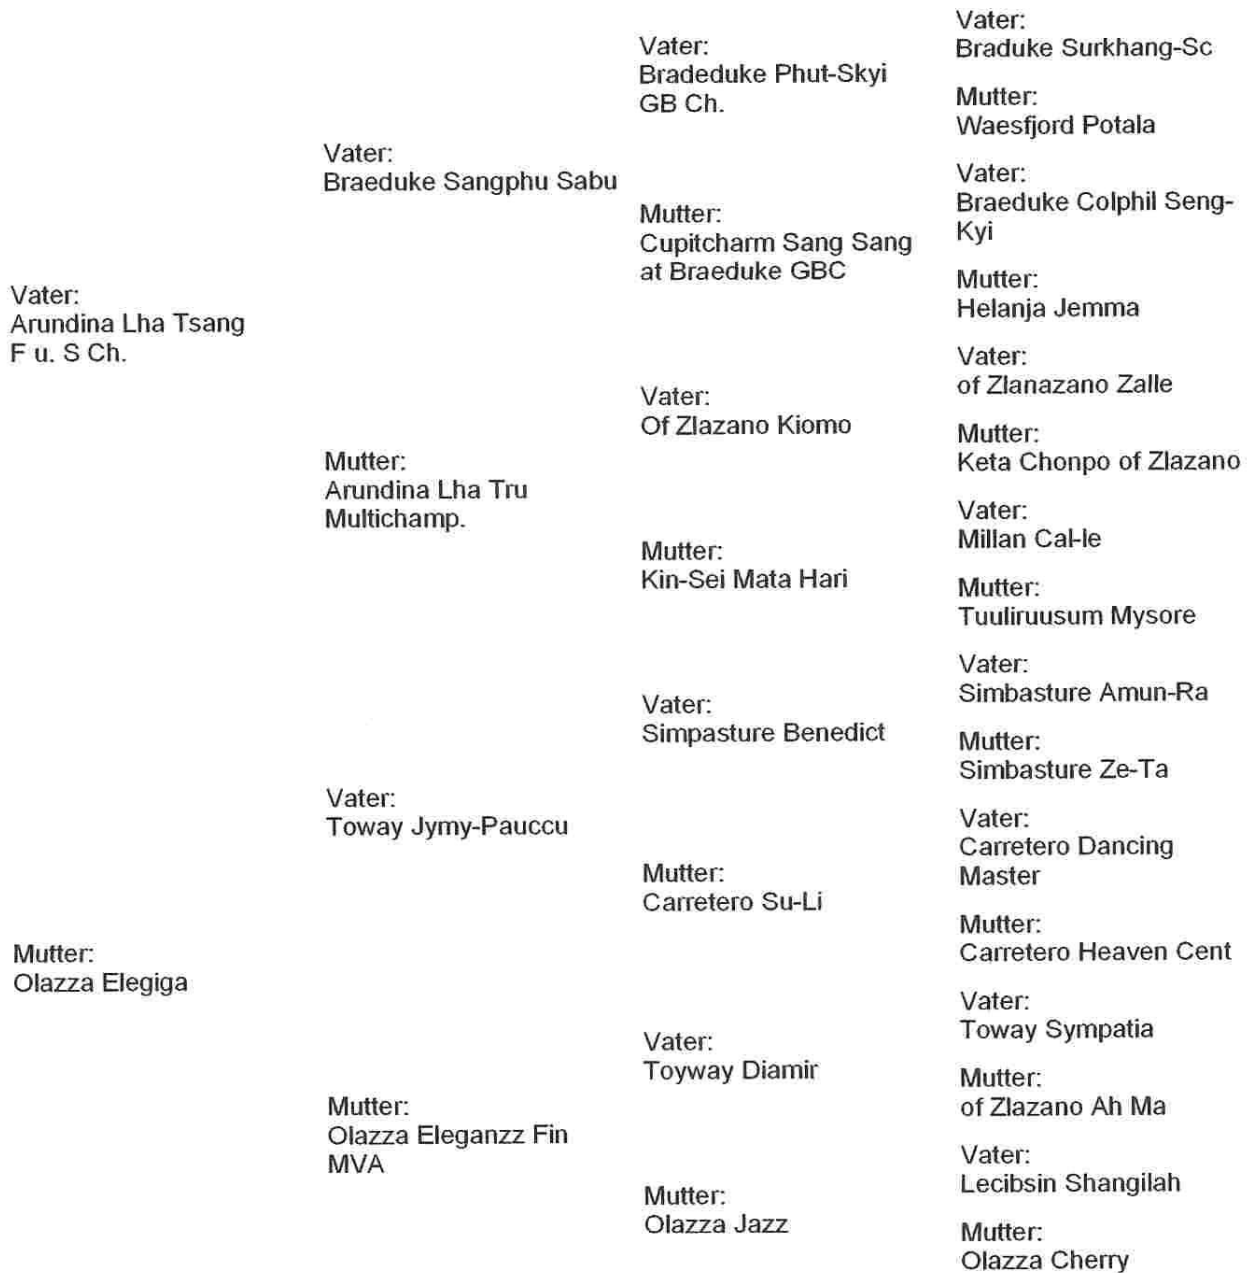 Vater:
Arundina Lha Tsang
F u. S Ch.
Mutter:
Olazza Elegiga
Vater:
Braeduke Sangphu Sabu
Mutter:
Arundina Lha Tru
Multichamp.
Vater:
Toway Jymy-Pauccu
Mutter:
Olazza Eleganzz Fin
MVA
Vater:
Bradeduke Phut-Skyi
GB Ch.
Mutter:
Cupitcharm Sang Sang
at Braeduke GBC
Vater:
Of Zlazano Kiomo
Mutter:
Kin-Sei Mata Hari
Vater:
Simpasture Benedict
Mutter:
Carretero Su-Li
Vater:
Toyway Diamir
Mutter:
Olazza Jazz
Vater:
Braduke Surkhang-Sc
Mutter:
Waesfjord Potala
Vater:
Braeduke Colphil Seng-
Kyi
Mutter:
Helanja Jemma
Vater:
of Zlanazano Zalle
Mutter:
Keta Chonpo of Zlazano
Vater:
Millan Cal-le
Mutter:
Tuuliruusum Mysore
Vater:
Simbasture Amun-Ra
Mutter:
Simbasture Ze-Ta
Vater:
Carretero Dancing
Master
Mutter:
Carretero Heaven Cent
Vater:
Toway Sympatia
Mutter:
of Zlazano Ah Ma
Vater:
Lecibsin Shangilah
Mutter:
Olazza Cherry